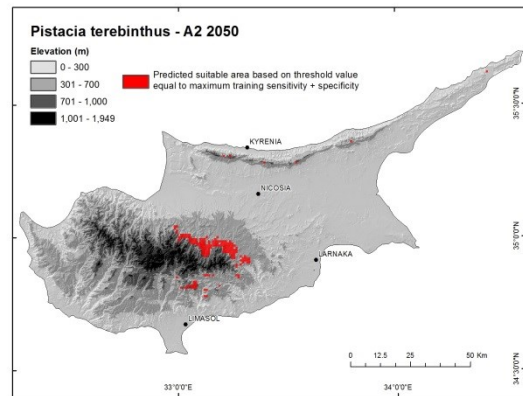 Pistacia terebinthus - A2 2050
Elevation (m)
0 - 300
301 - 700
701 - 1,000
1,001 - 1,949
Predicted suitable area based on threshold value
equal to maximum training sensitivity + specificity
KYRENIA
NICOSIA
LARNAKA
LIMASOL
35°30'0"N
35°0'0"N
34°30'0"N
0 12.5 25 50 Km
33°0'0"E 34°0'0"E